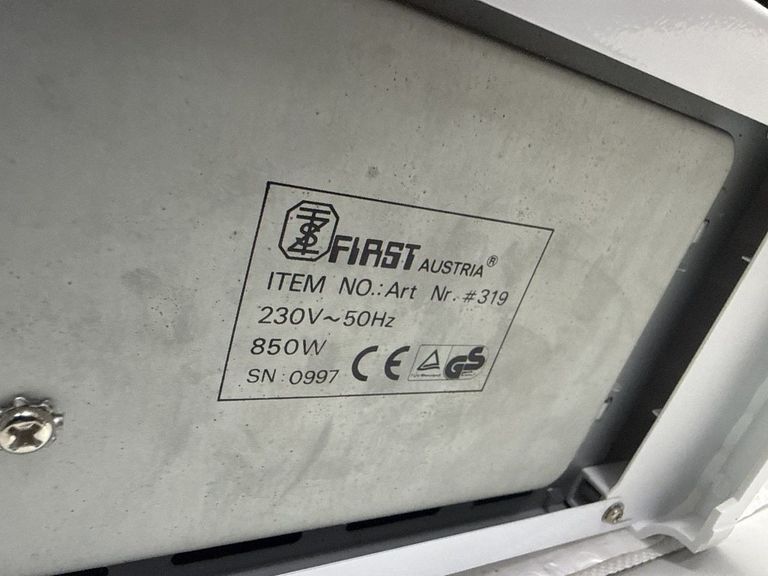 FIRST AUSTRIA ®
ITEM NO.: Art Nr. #319
230V~50Hz
850W
SN: 0997 CE GS